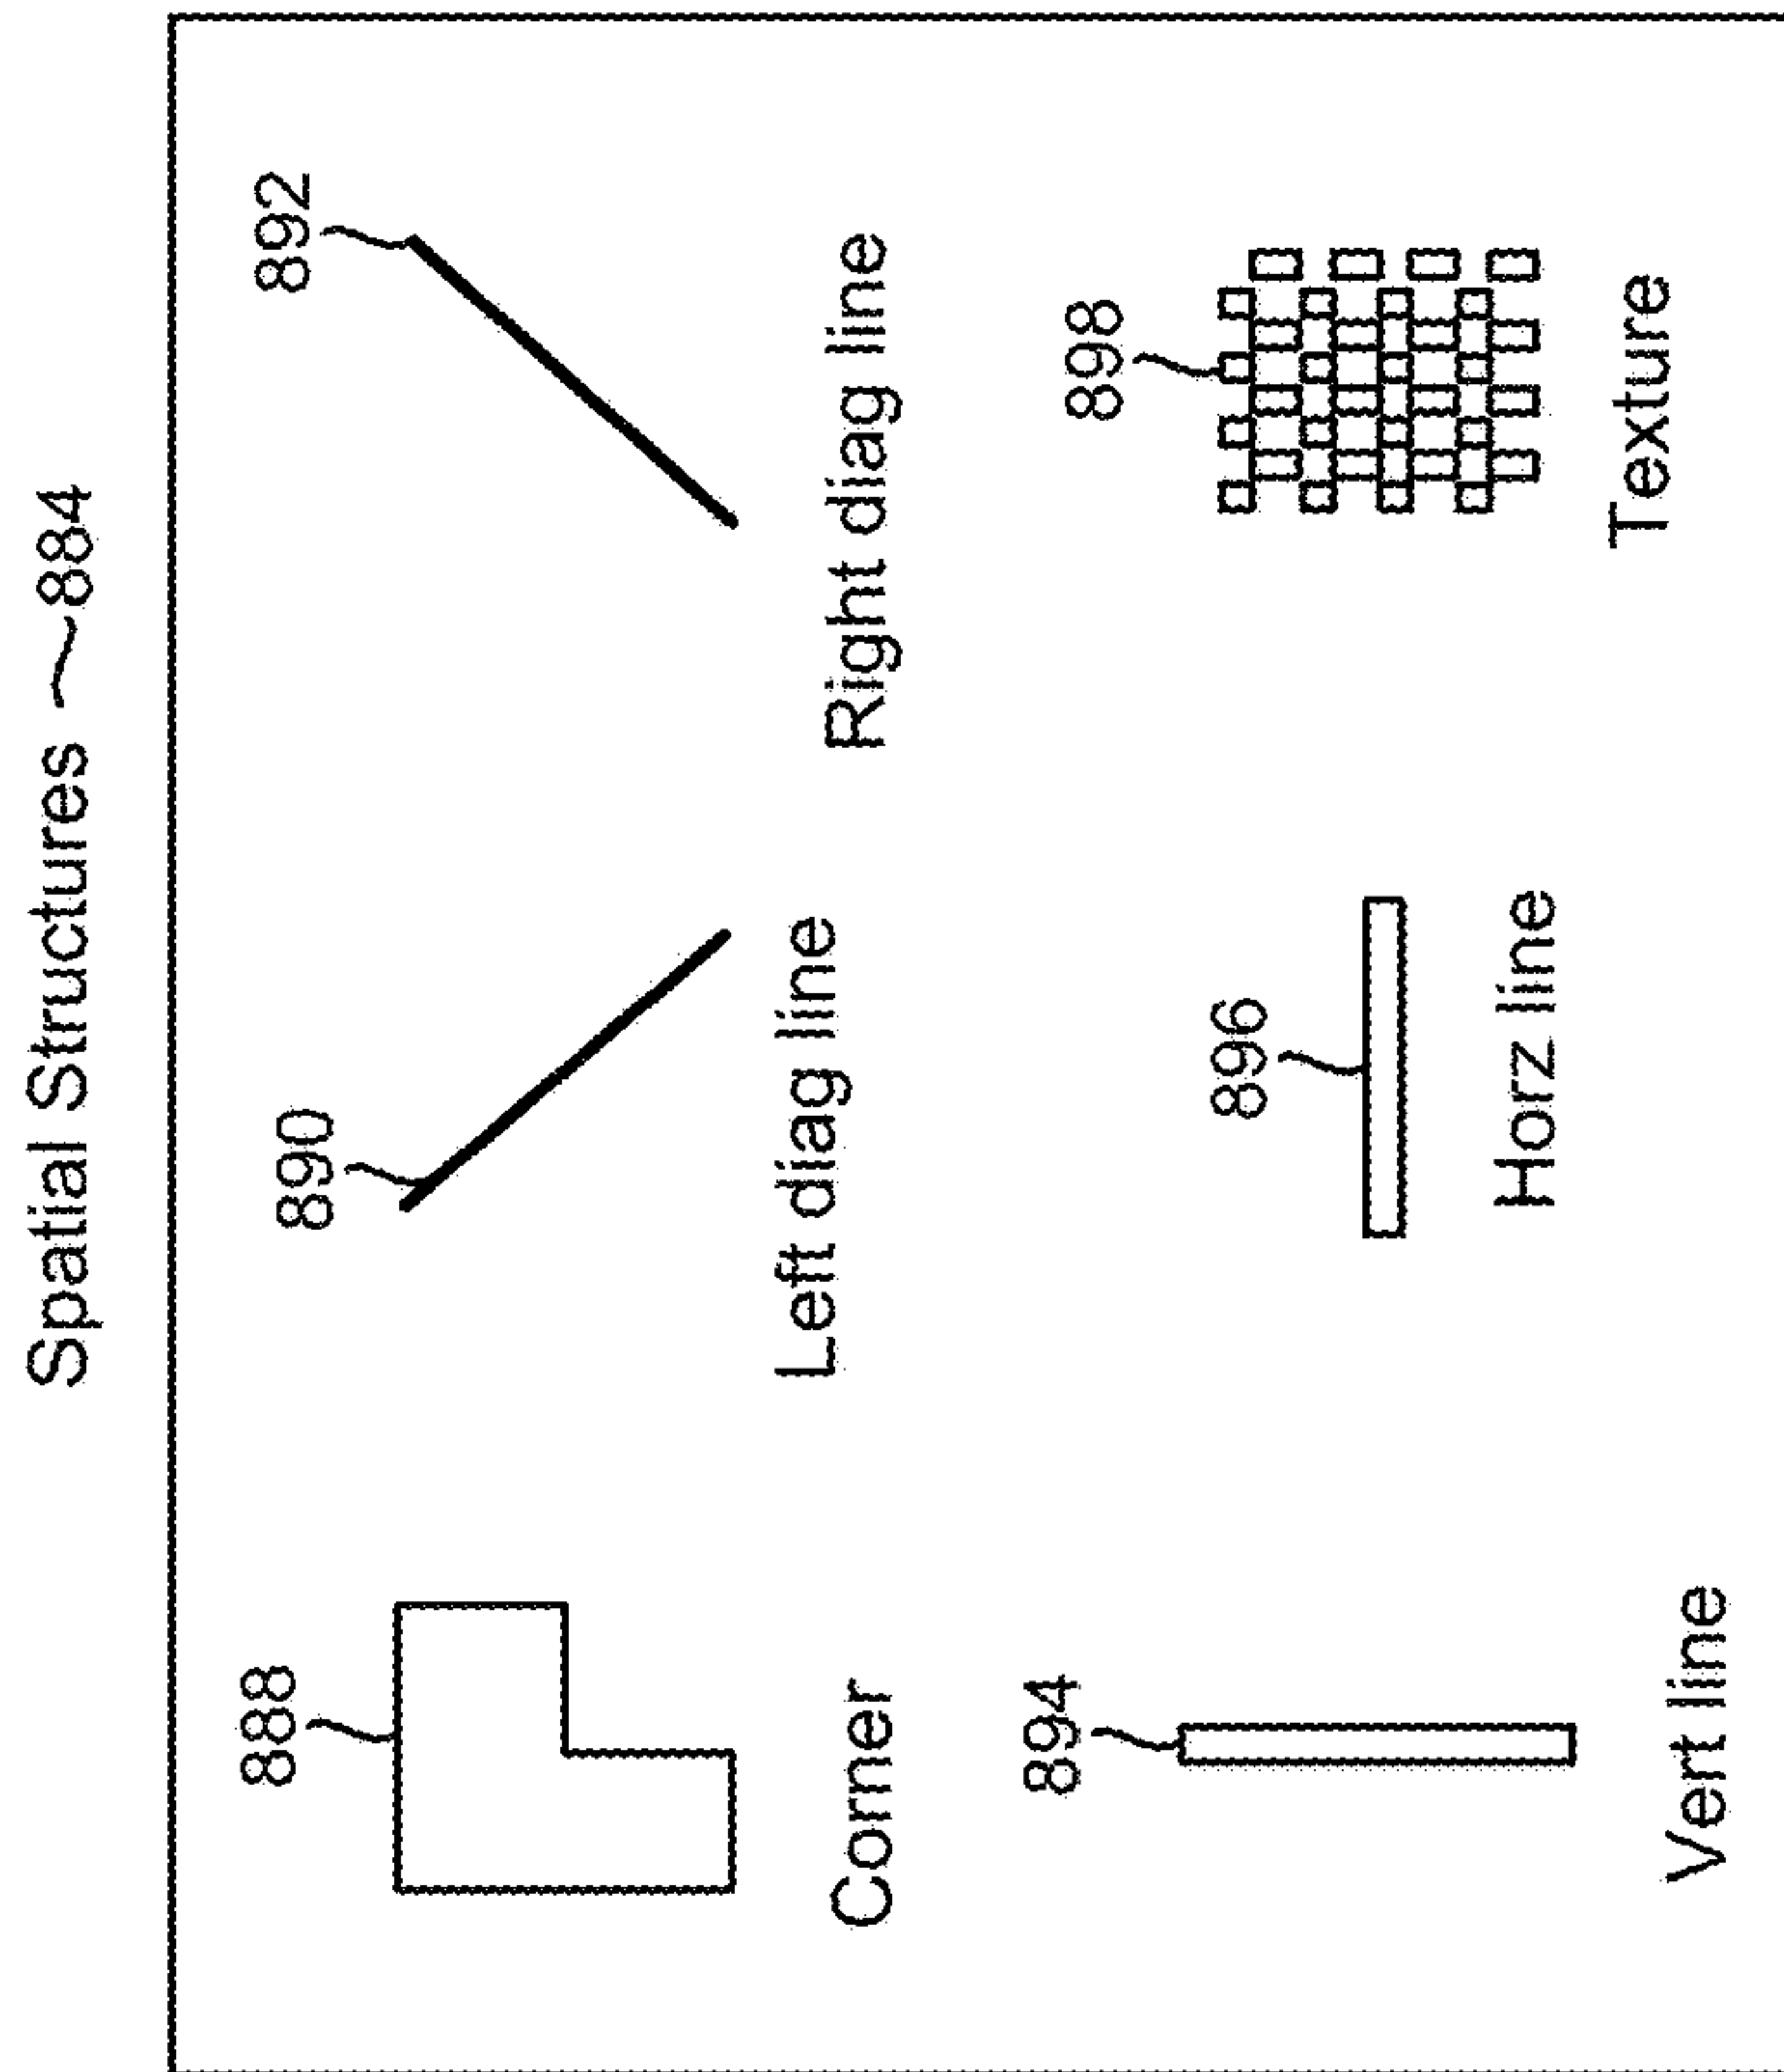 Spatial Structures ~884
888
890
892
Corner
Left diag line
Right diag line
894
896
898
Vert line
Horz line
Texture